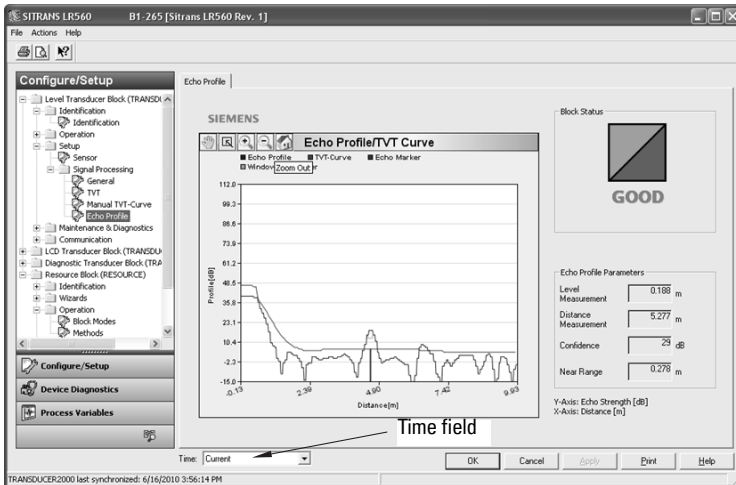 SITRANS LR560 B1-265 [Sitrans LR560 Rev. 1]
File Actions Help
Configure/Setup
Level Transducer Block (TRANSD
Identification
Identification
Operation
Setup
Sensor
Signal Processing
General
TVT
Manual TVT-Curve
Echo Profile
Maintenance & Diagnostics
Communication
LCD Transducer Block (TRANSDU
Diagnostic Transducer Block (TRA
Resource Block (RESOURCE)
Identification
Wizards
Operation
Block Modes
Methods
Configure/Setup
Device Diagnostics
Process Variables
Echo Profile
SIEMENS
Echo Profile/TVT Curve
Echo Profile TVT-Curve Echo Marker
Window Zoom Out r
112.0
99.3
86.6
73.9
61.2
48.5
35.8
23.1
10.4
-2.3
-15.0
Profile[dB]
-0.13 2.39 4.90 7.42 9.93
Distance[m]
Block Status
GOOD
Echo Profile Parameters
Level Measurement 0.188 m
Distance Measurement 5.277 m
Confidence 29 dB
Near Range 0.278 m
Y-Axis: Echo Strength [dB]
X-Axis: Distance [m]
Time field
Time: Current
OK Cancel Apply Print Help
TRANSDUCER2000 last synchronized: 6/16/2010 3:56:14 PM